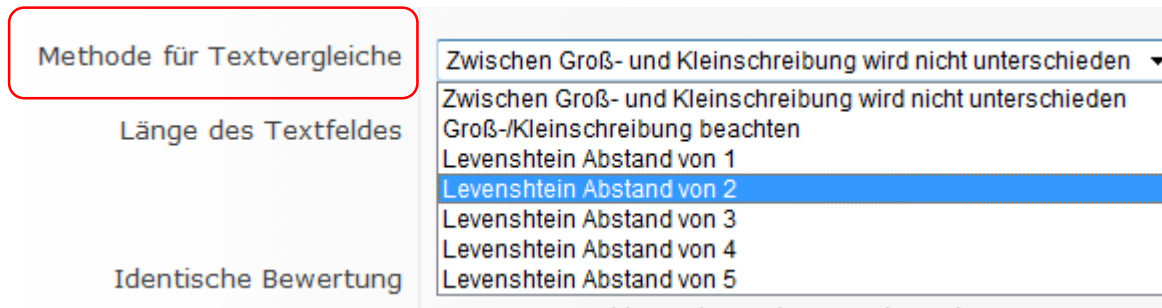 Methode für Textvergleiche
Zwischen Groß- und Kleinschreibung wird nicht unterschieden
Zwischen Groß- und Kleinschreibung wird nicht unterschieden
Groß-/Kleinschreibung beachten
Länge des Textfeldes
Levenshtein Abstand von 1
Levenshtein Abstand von 2
Levenshtein Abstand von 3
Levenshtein Abstand von 4
Levenshtein Abstand von 5
Identische Bewertung